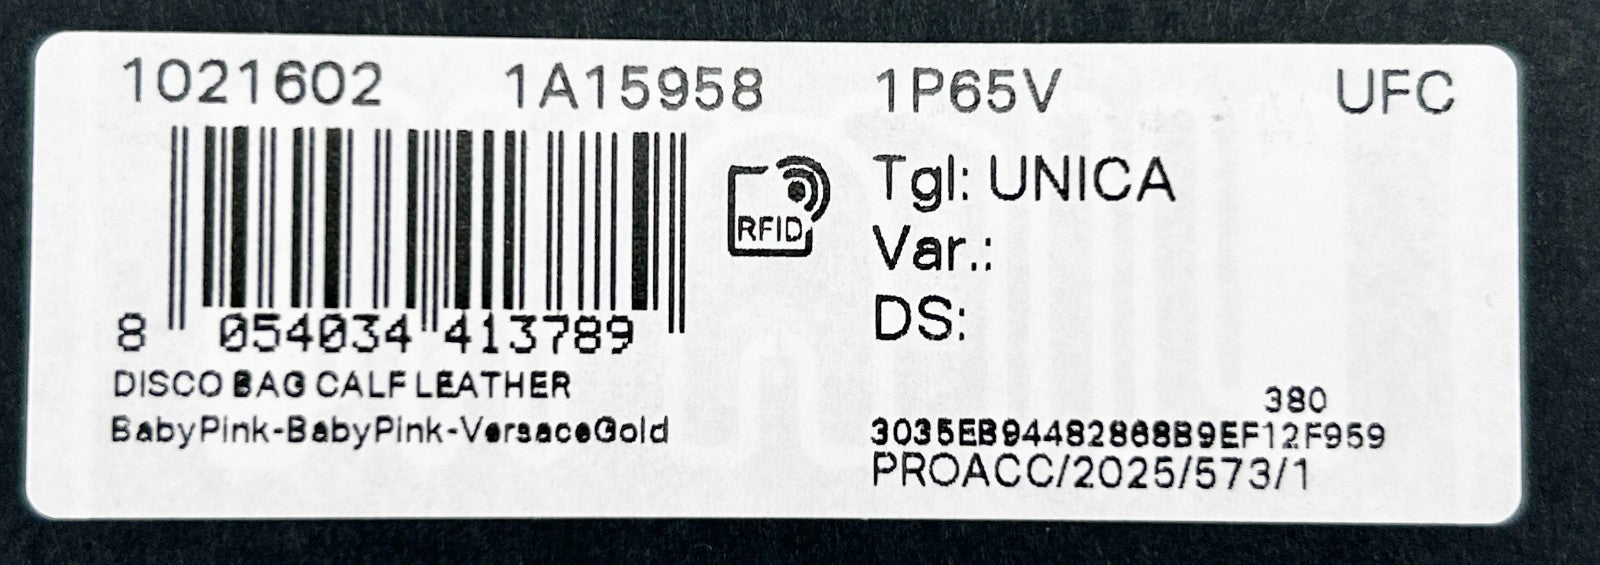 1021602 1A15958 1P65V UFC
RFID
Tgl: UNICA
Var.:
DS:
8 054034 413789
DISCO BAG CALF LEATHER
BabyPink-BabyPink-VersaceGold
380
3035EB94482868B9EF12F959
PROACC/2025/573/1